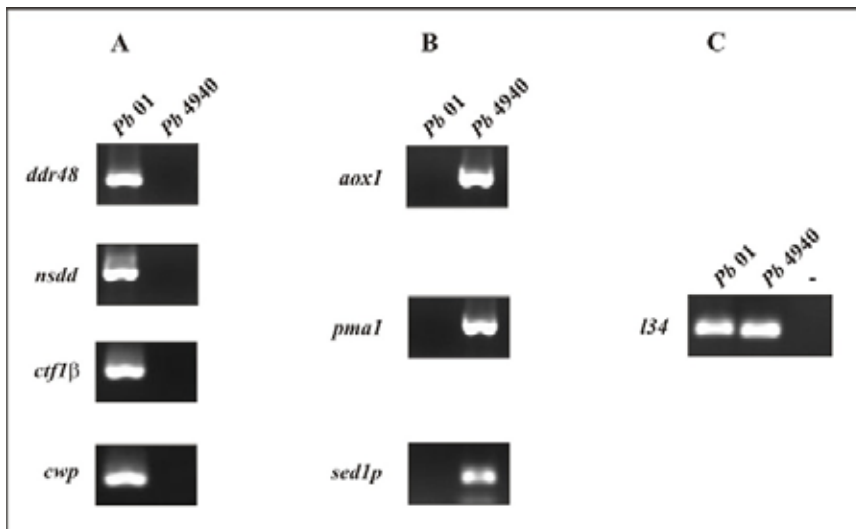 A
Pb 01 Pb 4940
ddr48
nsdd
ctf1β
cwp
B
Pb 01 Pb 4940
aox1
pma1
sed1p
C
Pb 01 Pb 4940 -
l34